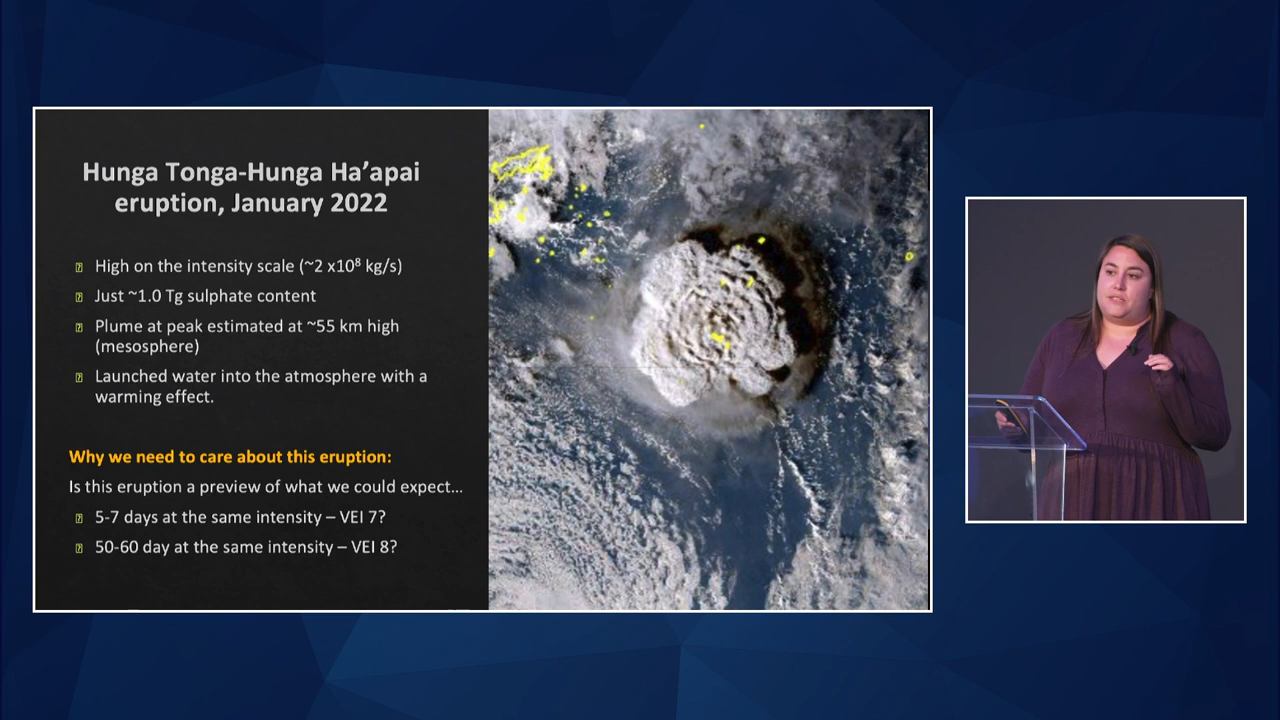 Hunga Tonga-Hunga Ha’apai
eruption, January 2022
High on the intensity scale (~2 x10⁸ kg/s)
Just ~1.0 Tg sulphate content
Plume at peak estimated at ~55 km high
(mesosphere)
Launched water into the atmosphere with a
warming effect.
Why we need to care about this eruption:
Is this eruption a preview of what we could expect...
5-7 days at the same intensity – VEI 7?
50-60 day at the same intensity – VEI 8?